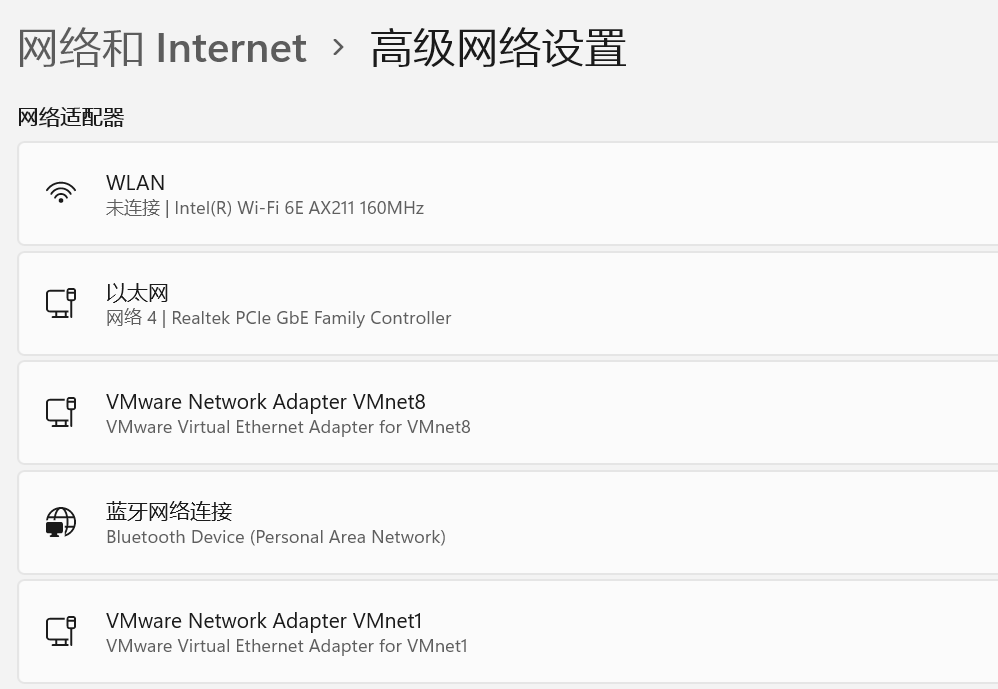 网络和 Internet › 高级网络设置
网络适配器
WLAN
未连接 | Intel(R) Wi-Fi 6E AX211 160MHz
以太网
网络 4 | Realtek PCIe GbE Family Controller
VMware Network Adapter VMnet8
VMware Virtual Ethernet Adapter for VMnet8
蓝牙网络连接
Bluetooth Device (Personal Area Network)
VMware Network Adapter VMnet1
VMware Virtual Ethernet Adapter for VMnet1